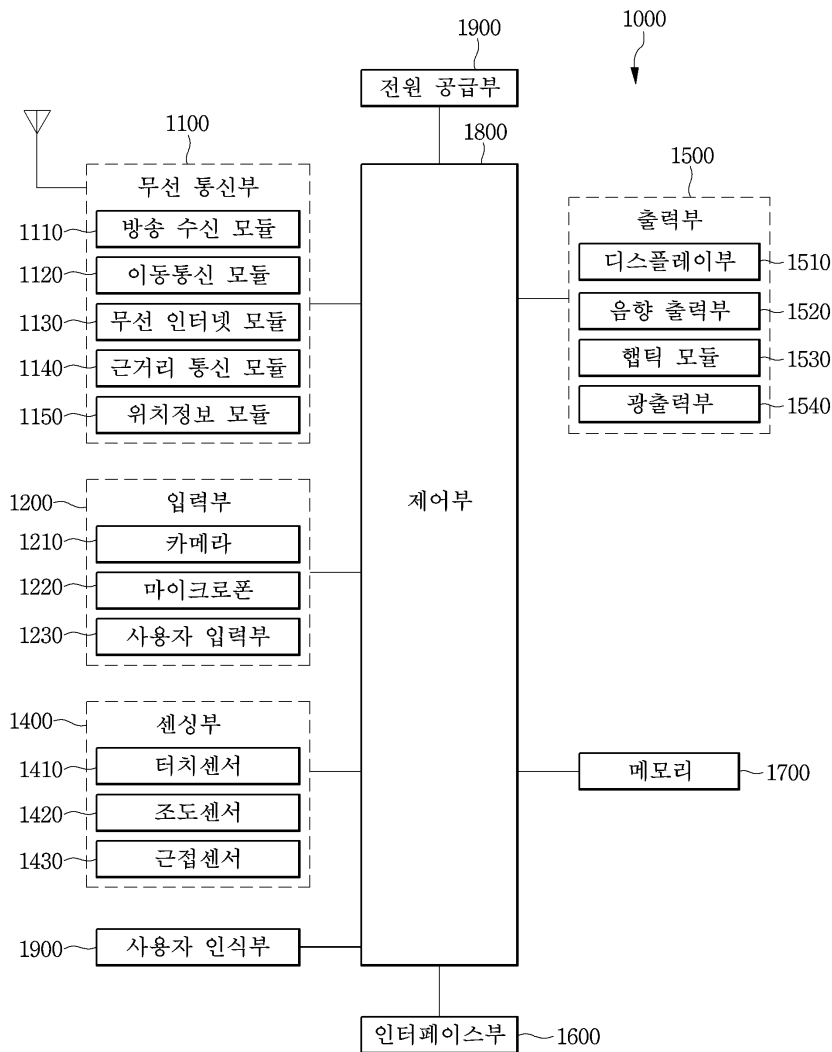 1000
1900
전원 공급부
1800
1100
무선 통신부
1110 방송 수신 모듈
1120 이동통신 모듈
1130 무선 인터넷 모듈
1140 근거리 통신 모듈
1150 위치정보 모듈
1500
출력부
디스플레이부 1510
음향 출력부 1520
햅틱 모듈 1530
광출력부 1540
제어부
1200 입력부
1210 카메라
1220 마이크로폰
1230 사용자 입력부
1400 센싱부
1410 터치센서
1420 조도센서
1430 근접센서
메모리 1700
1900 사용자 인식부
인터페이스부 1600